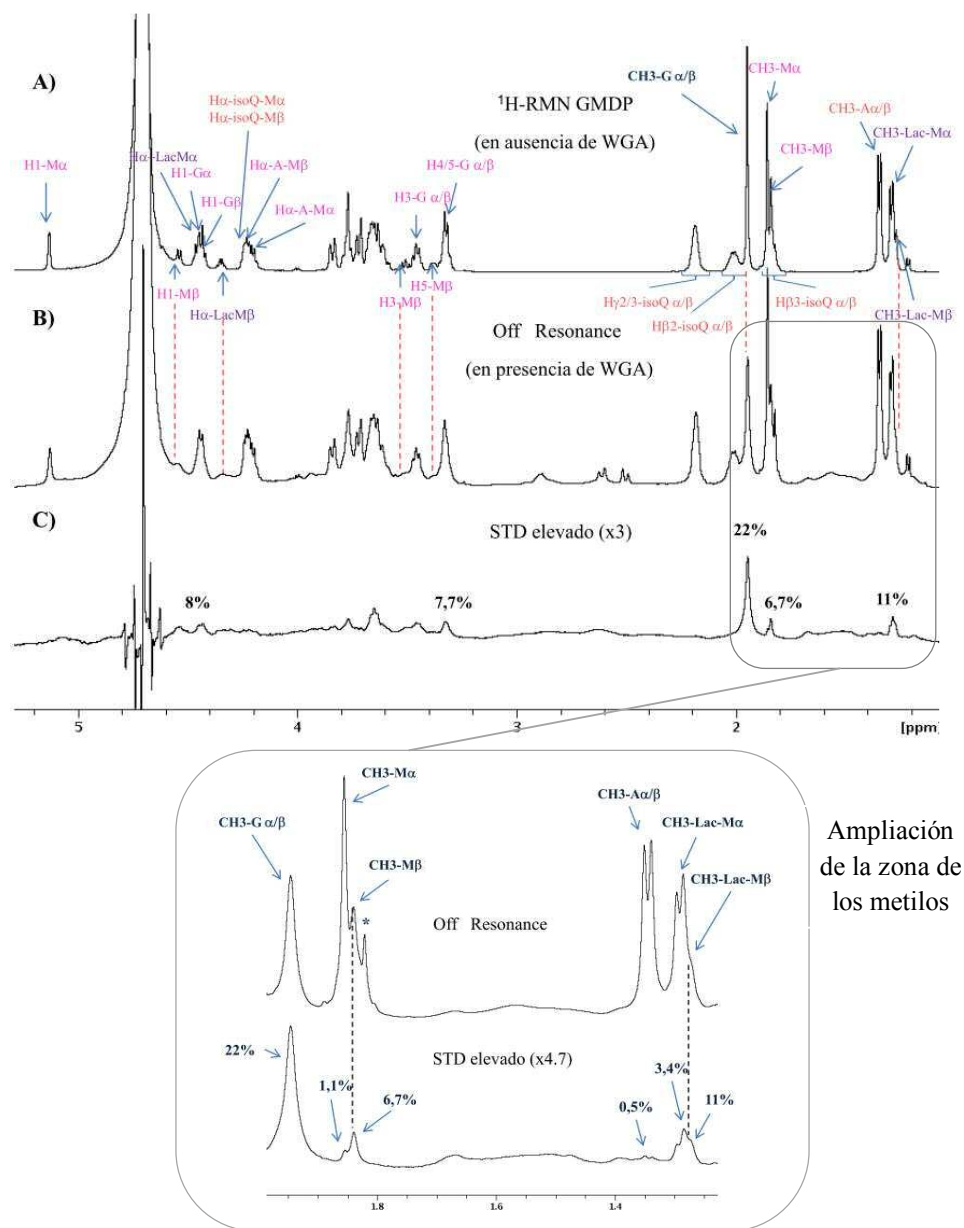 A)
¹H-RMN GMDP
(en ausencia de WGA)
H1-Mα
Hα-isoQ-Mα
Hα-isoQ-Mβ
Hα-LacMα
H1-Gα
Hα-A-Mβ
H1-Gβ
Hα-A-Mα
H3-G α/β
H4/5-G α/β
CH3-G α/β
CH3-Mα
CH3-Mβ
CH3-Aα/β
CH3-Lac-Mα
H1-Mβ
Hα-LacMβ
H3-Mβ
H5-Mβ
Hγ2/3-isoQ α/β
Hβ2-isoQ α/β
Hβ3-isoQ α/β
CH3-Lac-Mβ
B)
Off Resonance
(en presencia de WGA)
C)
STD elevado (x3)
8%
7,7%
22%
6,7%
11%
5
4
3
2
[ppm]
CH3-Mα
CH3-G α/β
CH3-Mβ
*
CH3-Aα/β
CH3-Lac-Mα
CH3-Lac-Mβ
Off Resonance
Ampliación
de la zona de
los metilos
STD elevado (x4.7)
22%
1,1%
6,7%
0,5%
3,4%
11%
1.8
1.6
1.4